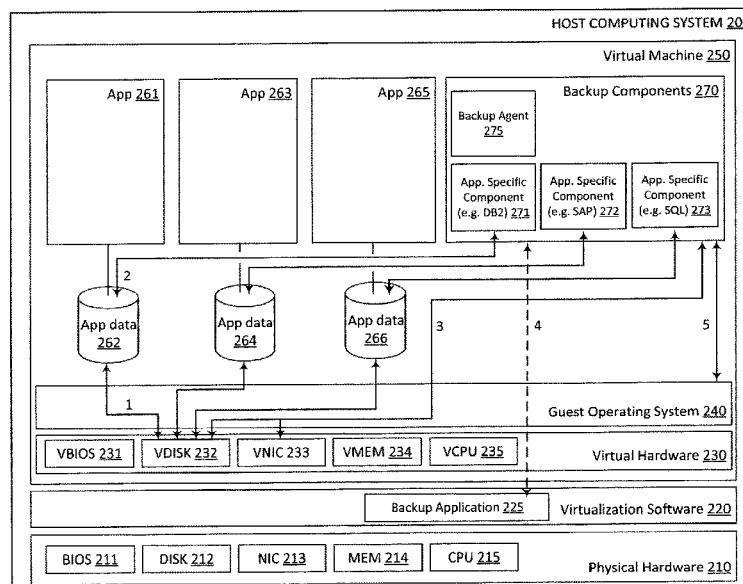 HOST COMPUTING SYSTEM 20
Virtual Machine 250
App 261
App 263
App 265
Backup Components 270
Backup Agent
275
App. Specific
Component
(e.g. DB2) 271
App. Specific
Component
(e.g. SAP) 272
App. Specific
Component
(e.g. SQL) 273
2
App data
262
App data
264
App data
266
3
4
5
1
Guest Operating System 240
VBIOS 231
VDISK 232
VNIC 233
VMEM 234
VCPU 235
Virtual Hardware 230
Backup Application 225
Virtualization Software 220
BIOS 211
DISK 212
NIC 213
MEM 214
CPU 215
Physical Hardware 210